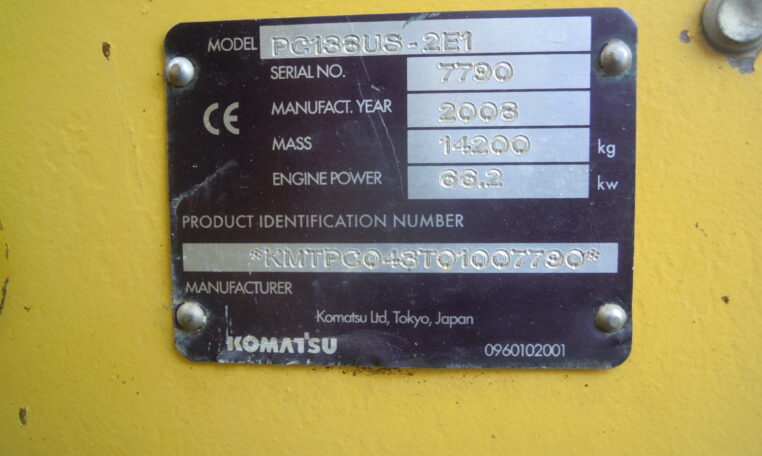 MODEL PC138US-2E1
SERIAL NO. 7790
CE MANUFACT. YEAR 2008
MASS 14200 kg
ENGINE POWER 66.2 kw
PRODUCT IDENTIFICATION NUMBER
*KMTPC048T01007790*
MANUFACTURER
Komatsu Ltd, Tokyo, Japan
KOMATSU 0960102001